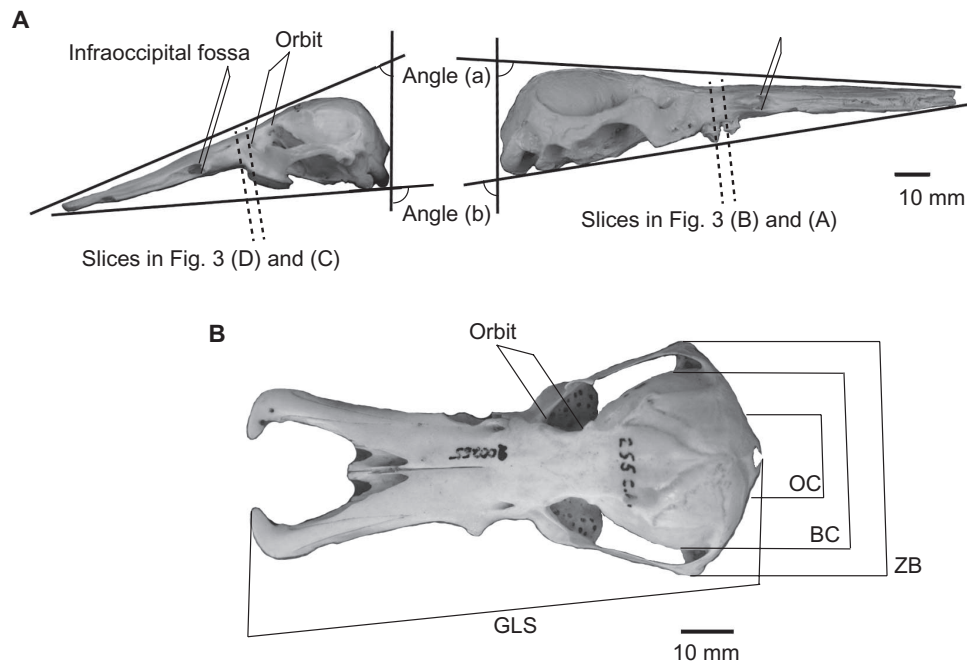 A
Infraoccipital fossa
Orbit
Angle (a)
Angle (b)
10 mm
Slices in Fig. 3 (D) and (C)
Slices in Fig. 3 (B) and (A)
B
Orbit
OC
BC
ZB
GLS
10 mm